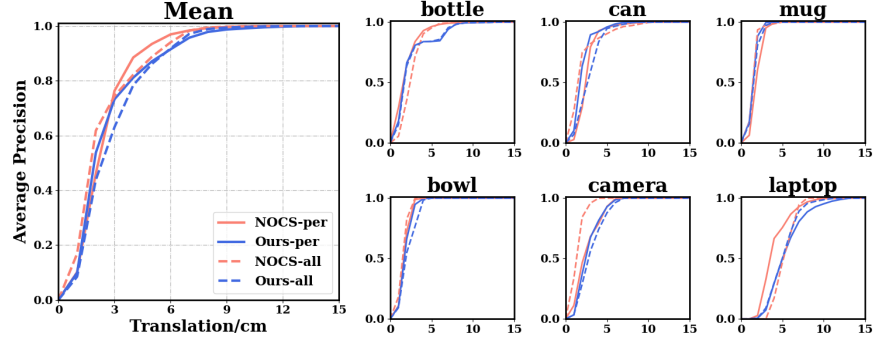 Mean
Average Precision
1.0
0.8
0.6
0.4
0.2
0.0
0 3 6 9 12 15
Translation/cm
NOCS-per
Ours-per
NOCS-all
Ours-all
bottle
1.0
0.5
0.0
0 5 10 15
can
1.0
0.5
0.0
0 5 10 15
mug
1.0
0.5
0.0
0 5 10 15
bowl
1.0
0.5
0.0
0 5 10 15
camera
1.0
0.5
0.0
0 5 10 15
laptop
1.0
0.5
0.0
0 5 10 15